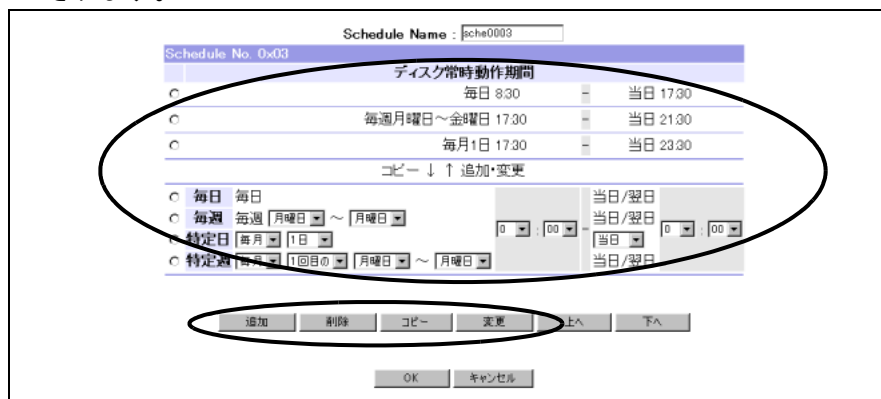 Schedule Name : sche0003
Schedule No. 0x03
ディスク常時動作期間
毎日 8:30 - 当日 17:30
毎週月曜日～金曜日 17:30 - 当日 21:30
毎月1日 17:30 - 当日 23:30
コピー ↓ ↑ 追加・変更
毎日 毎日 当日/翌日
毎週 毎週 月曜日 ～ 月曜日 0 : 00 - 当日/翌日 0 : 00
特定日 毎月 1日 当日
特定週 毎月 1回目の 月曜日 ～ 月曜日 当日/翌日
追加 削除 コピー 変更 上へ 下へ
OK キャンセル